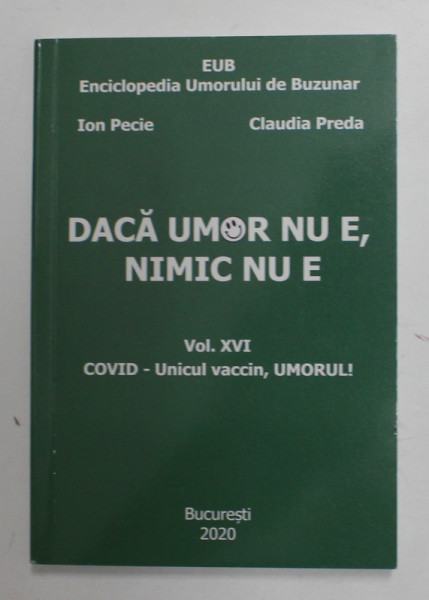 EUB
Enciclopedia Umorului de Buzunar
Ion Pecie Claudia Preda
DACĂ UMOR NU E,
NIMIC NU E
Vol. XVI
COVID - Unicul vaccin, UMORUL!
București
2020